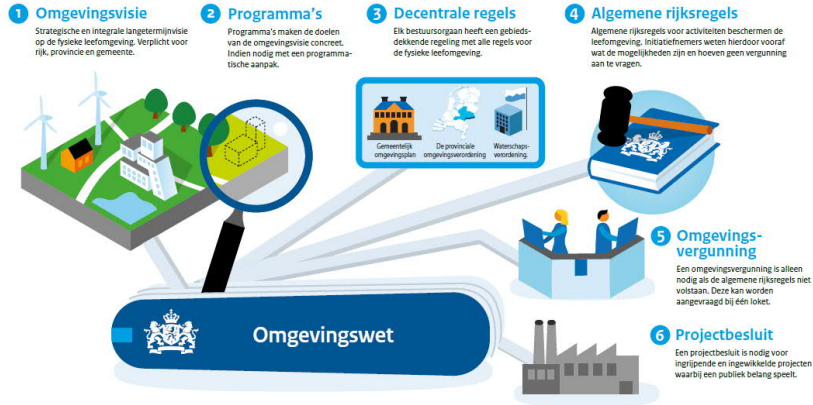 1 Omgevingsvisie
Strategische en integrale langetermijnvisie
op de fysieke leefomgeving. Verplicht voor
rijk, provincie en gemeente.
2 Programma's
Programma's maken de doelen
van de omgevingsvisie concreet.
Indien nodig met een programma-
tische aanpak.
3 Decentrale regels
Elk bestuursorgaan heeft een gebieds-
dekkende regeling met alle regels voor
de fysieke leefomgeving.
Gemeentelijk
omgevingsplan
De provinciale
omgevingsverordening
Waterschaps-
verordening.
4 Algemene rijksregels
Algemene rijksregels voor activiteiten beschermen de
leefomgeving. Initiatiefnemers weten hierdoor vooraf
wat de mogelijkheden zijn en hoeven geen vergunning
aan te vragen.
5 Omgevings-
vergunning
Een omgevingsvergunning is alleen
nodig als de algemene rijksregels niet
volstaan. Deze kan worden
aangevraagd bij één loket.
6 Projectbesluit
Een projectbesluit is nodig voor
ingrijpende en ingewikkelde projecten
waarbij een publiek belang speelt.
Omgevingswet